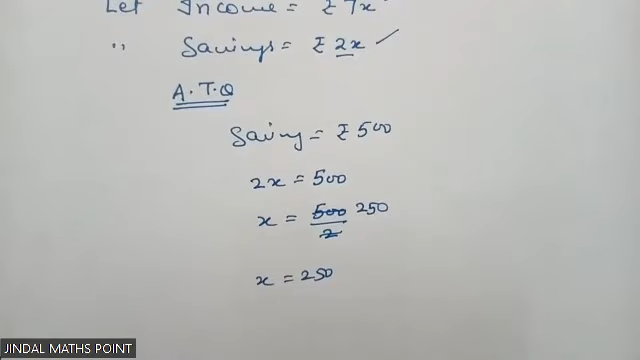 Let Income = ₹ 7x
,, Savings = ₹ 2x ✓
A.T.Q
Saving = ₹ 500
2x = 500
x = 500/2 250
x = 250
JINDAL MATHS POINT